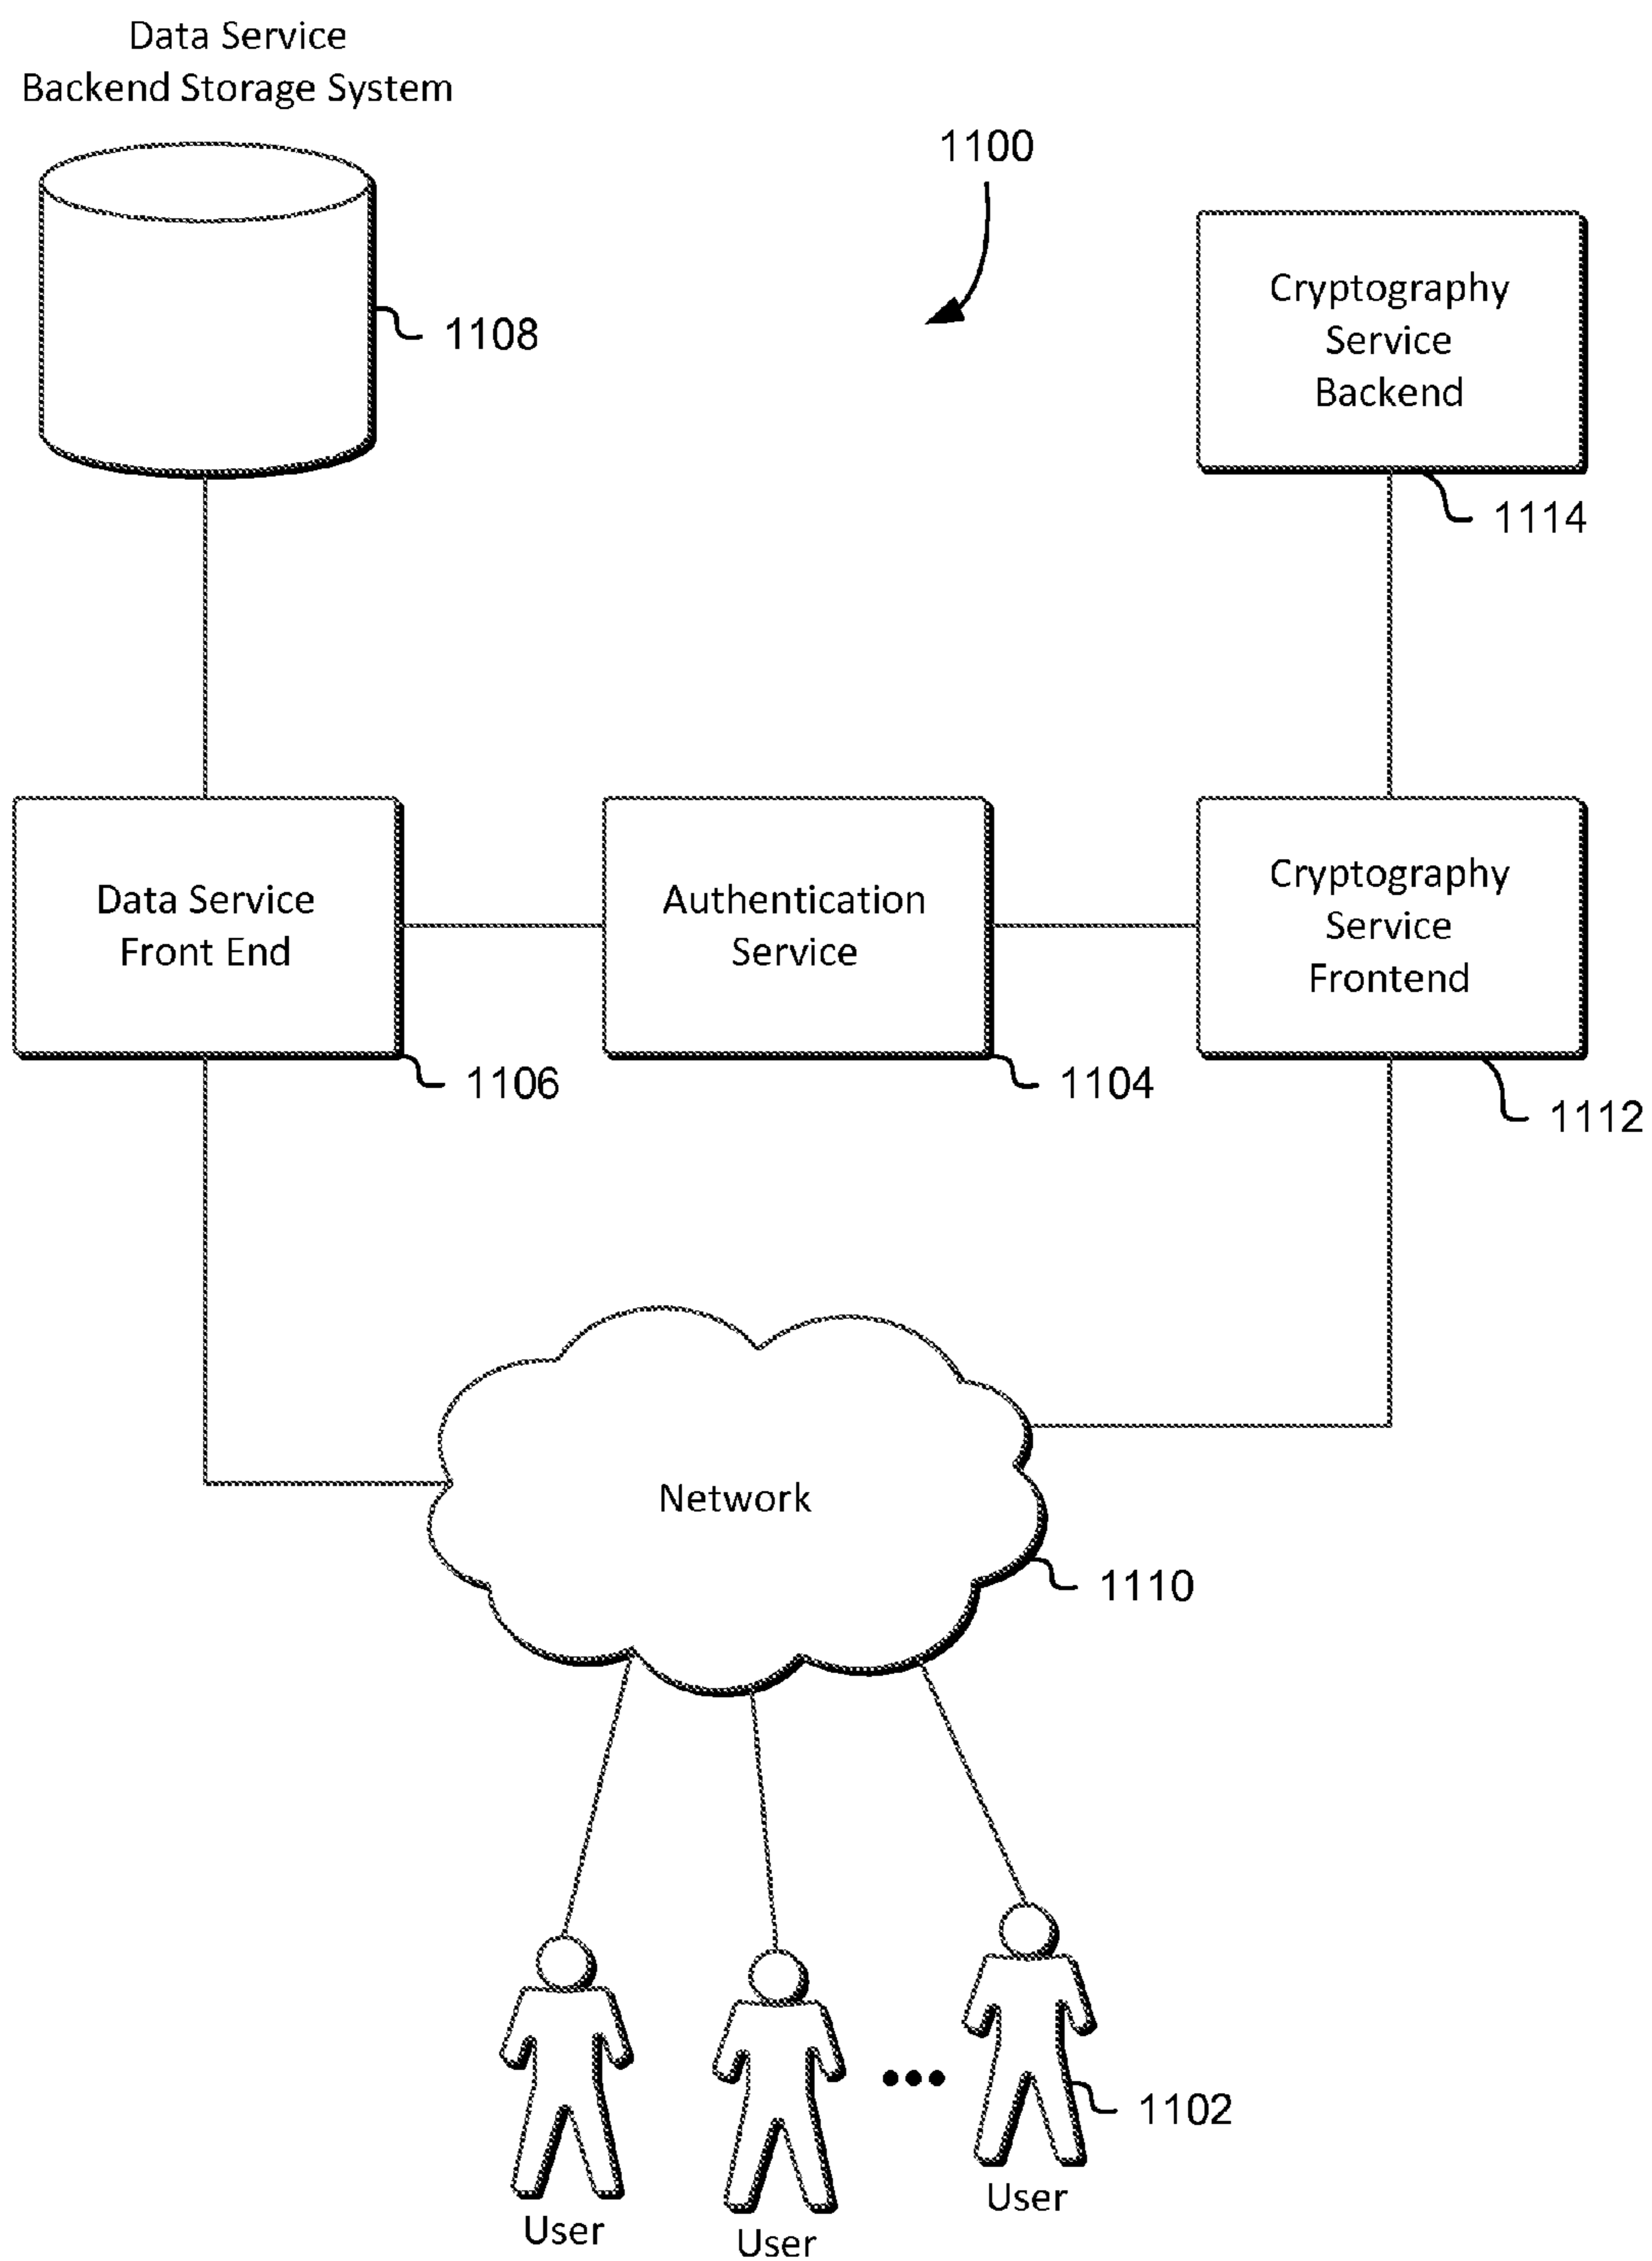 Data Service
Backend Storage System
1100
1108
Cryptography
Service
Backend
1114
Data Service
Front End
1106
Authentication
Service
1104
Cryptography
Service
Frontend
1112
Network
1110
1102
User
User
User